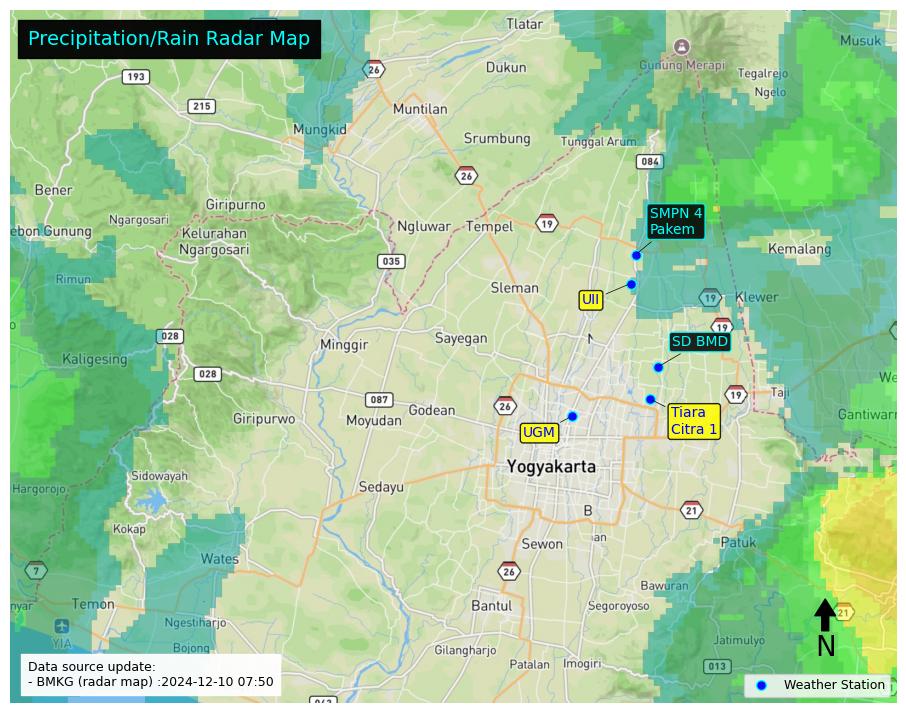 Precipitation/Rain Radar Map
Tlatar
Musuk
26
Gunung Merapi
193
Dukun
Tegalrejo
Ngelo
215
Muntilan
Mungkid
Srumbung
Tunggal Arum
084
26
Bener
Giripurno
SMPN 4
Pakem
Ngargosari
19
ebon Gunung
Kelurahan
Ngargosari
Ngluwar
Tempel
Kemalang
035
Rimun
Sleman
UII
19
Klewer
19
028
Minggir
Sayegan
N
SD BMD
Kaligesing
028
We
087
26
19
Taji
Giripurwo
Moyudan
Godean
Tiara
Citra 1
Gantiwarn
UGM
Yogyakarta
Sidowayah
Hargorojo
Sedayu
21
B
Kokap
an
Sewon
Patuk
Wates
7
26
Bawuran
nyar
Temon
Bantul
Segoroyoso
21
Ngestiharjo
N
YIA
Bojong
Gilangharjo
Jatimulyo
Patalan
Imogiri
013
Data source update:
- BMKG (radar map) :2024-12-10 07:50
Weather Station